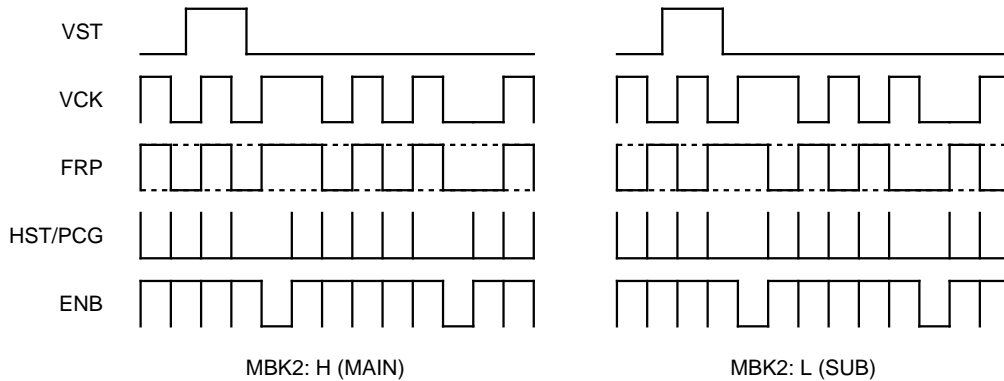 VST
VCK
FRP
HST/PCG
ENB
MBK2: H (MAIN)
MBK2: L (SUB)